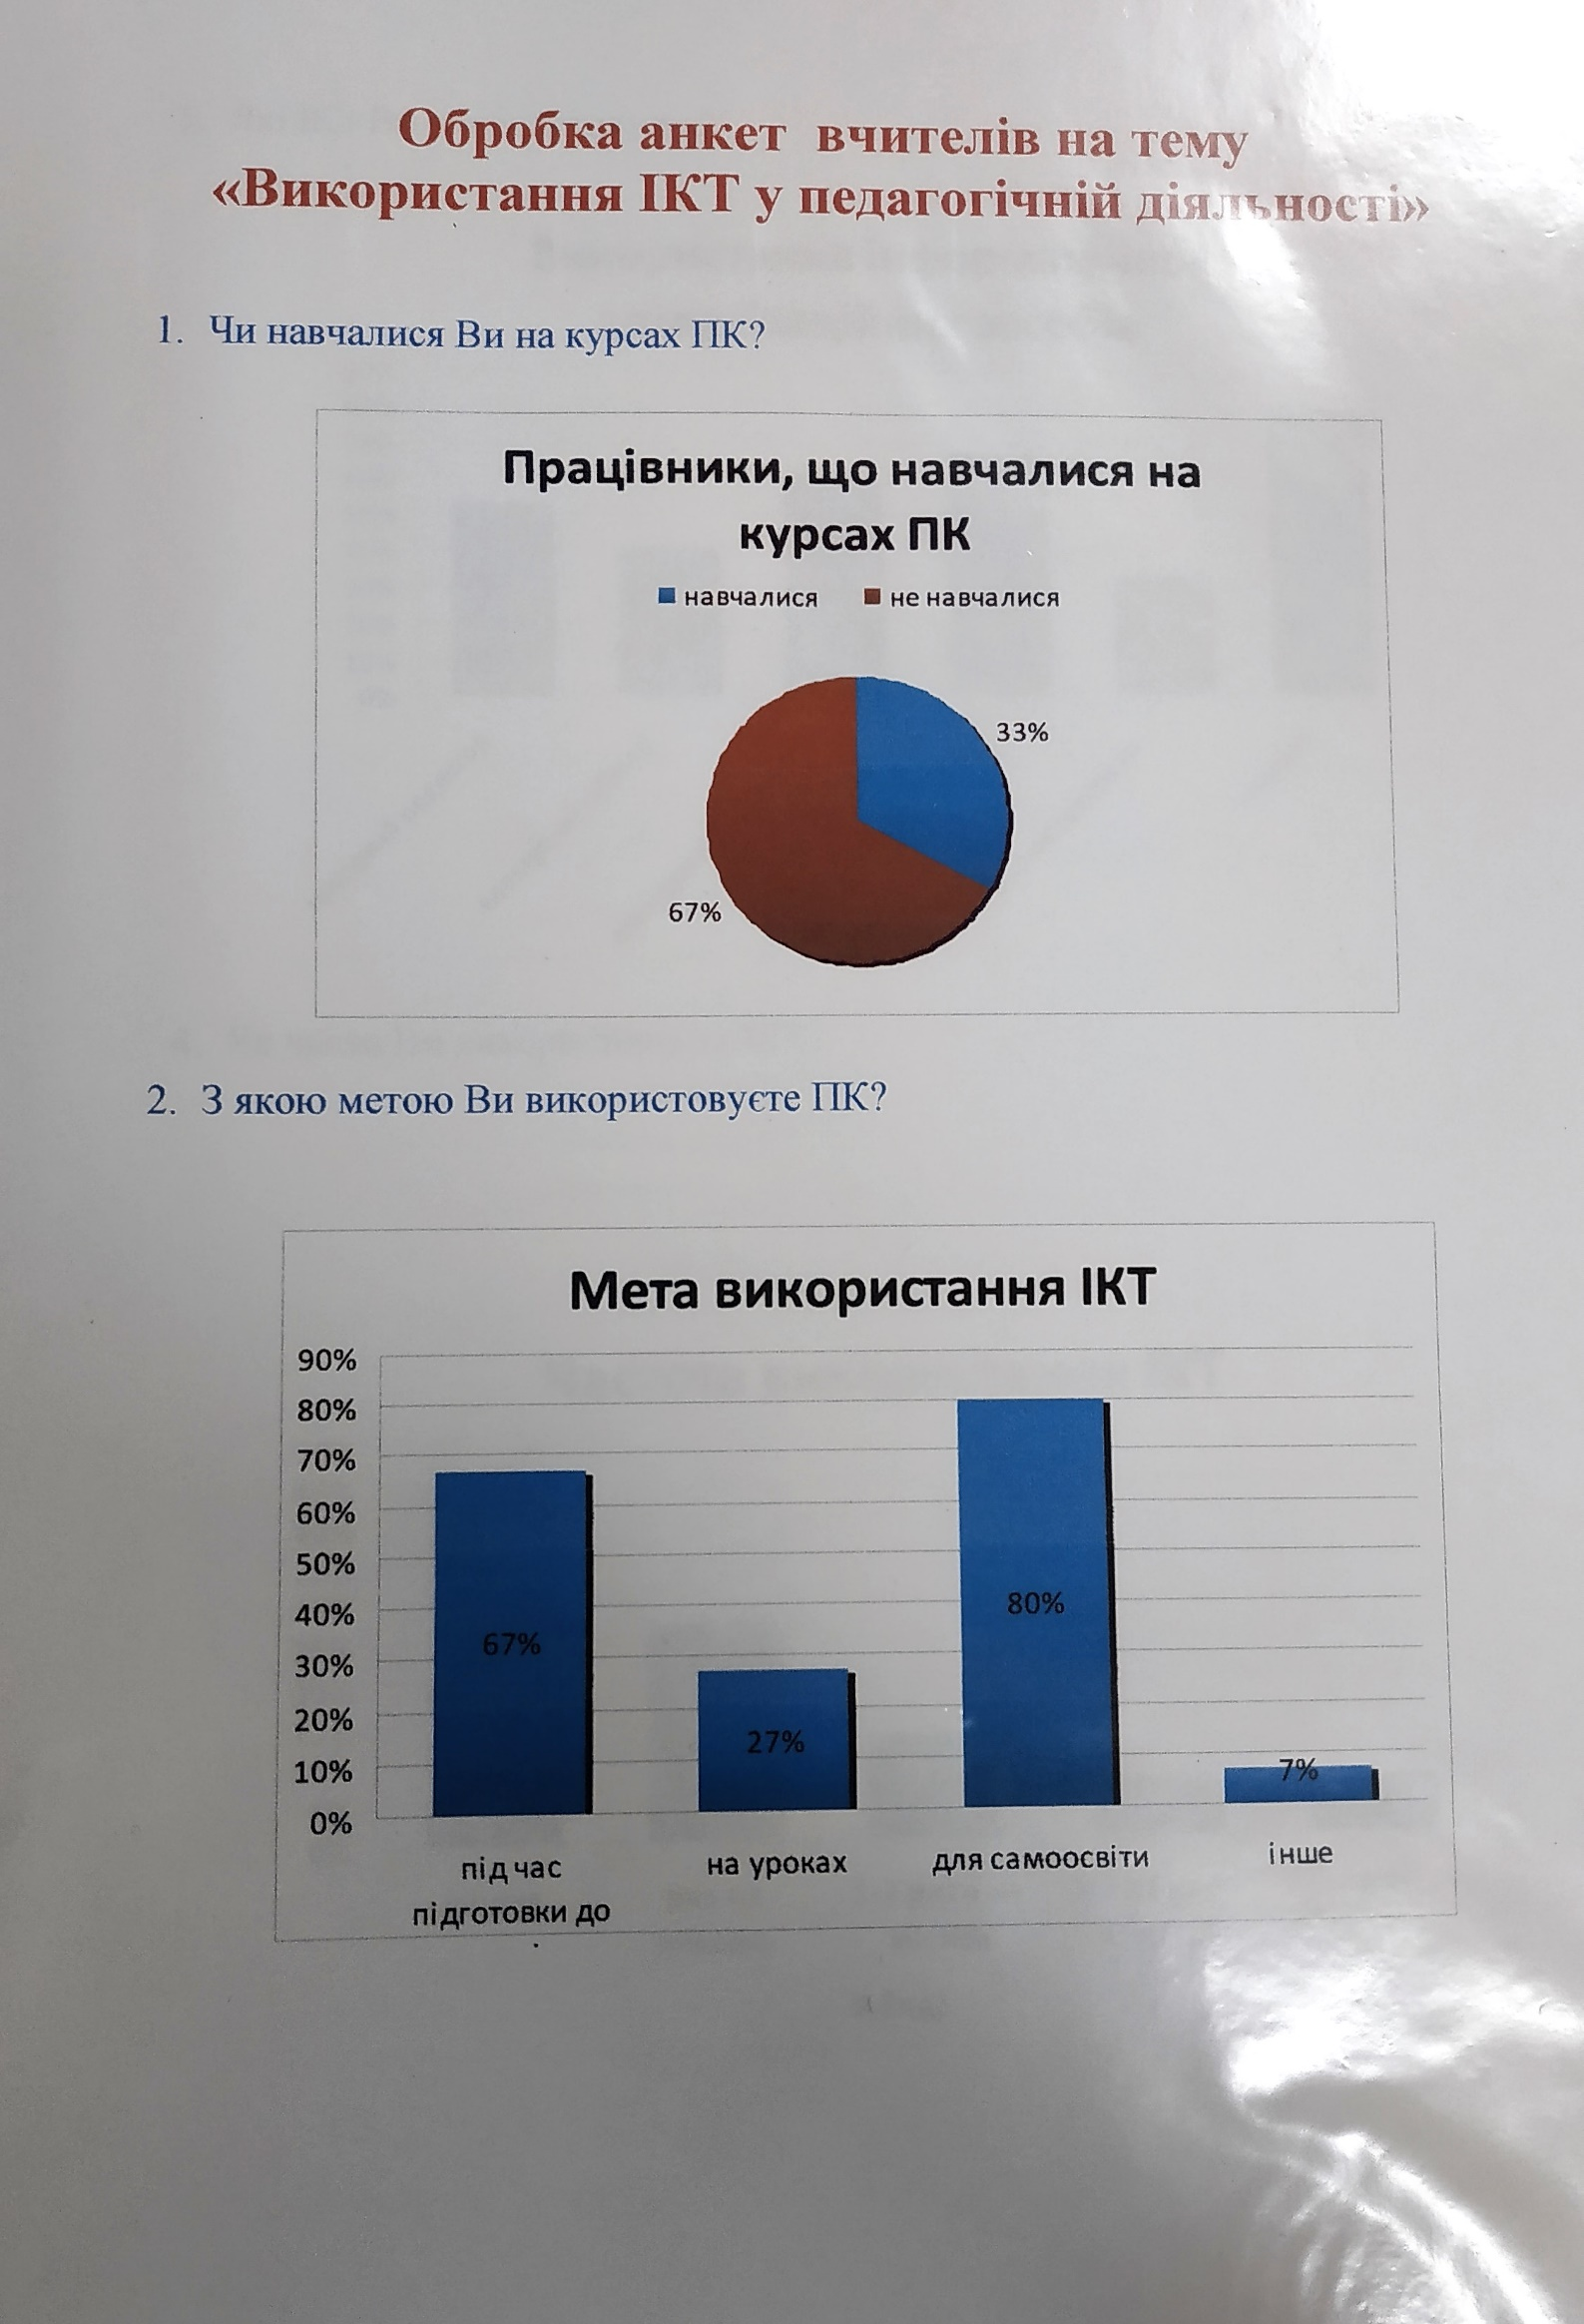 Обробка анкет вчителів на тему
«Використання ІКТ у педагогічній діяльності»
1. Чи навчалися Ви на курсах ПК?
Працівники, що навчалися на
курсах ПК
навчалися не навчалися
33%
67%
2. З якою метою Ви використовуєте ПК?
Мета використання ІКТ
90%
80%
70%
60%
50%
40%
30%
20%
10%
0%
67%
27%
80%
7%
під час
підготовки до
на уроках
для самоосвіти
інше